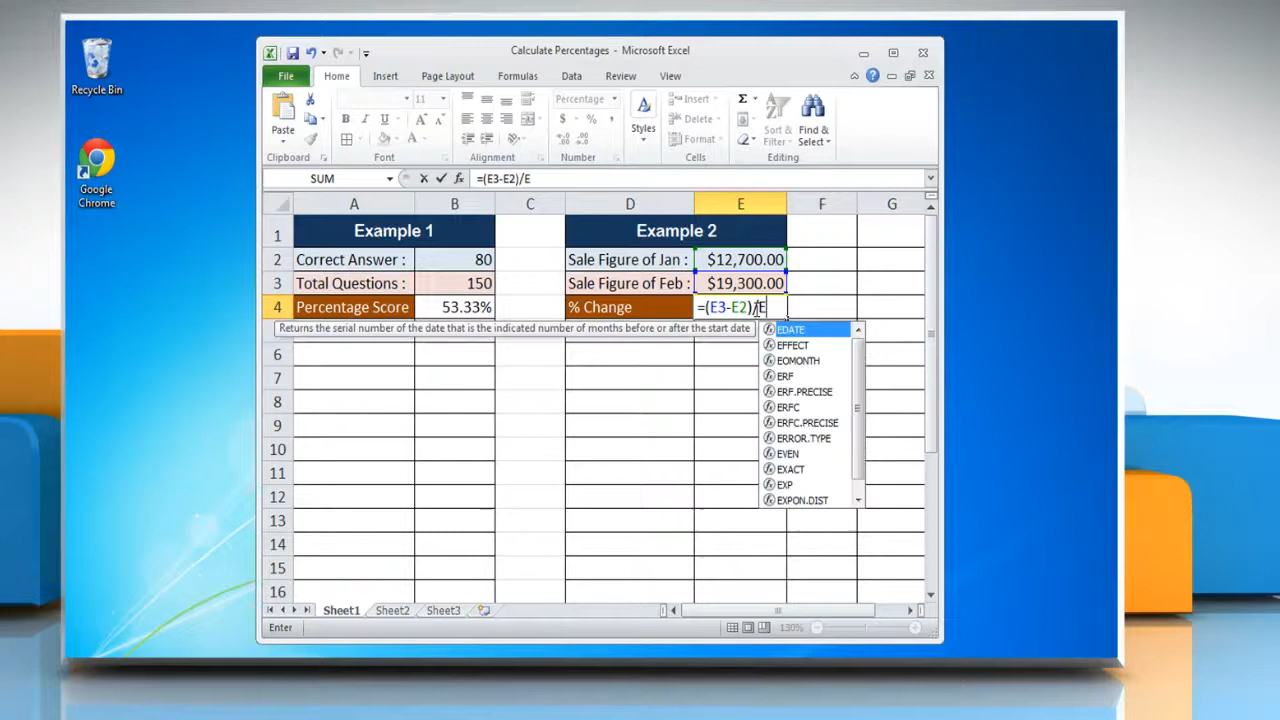 Recycle Bin
Google
Chrome
Calculate Percentages - Microsoft Excel
File Home Insert Page Layout Formulas Data Review View
Paste
11
B I U A A
Percentage
$ % ,
Styles
Insert
Delete
Format
Σ
Sort &
Filter
Find &
Select
Clipboard Font Alignment Number Cells Editing
SUM fx =(E3-E2)/E
A B C D E F G
1 Example 1 Example 2
2 Correct Answer : 80 Sale Figure of Jan : $12,700.00
3 Total Questions : 150 Sale Figure of Feb : $19,300.00
4 Percentage Score 53.33% % Change =(E3-E2)/E
Returns the serial number of the date that is the indicated number of months before or after the start date
EDATE
EFFECT
EOMONTH
ERF
ERF.PRECISE
ERFC
ERFC.PRECISE
ERROR.TYPE
EVEN
EXACT
EXP
EXPON.DIST
6
7
8
9
10
11
12
13
14
15
16
Sheet1 Sheet2 Sheet3
Enter 130%